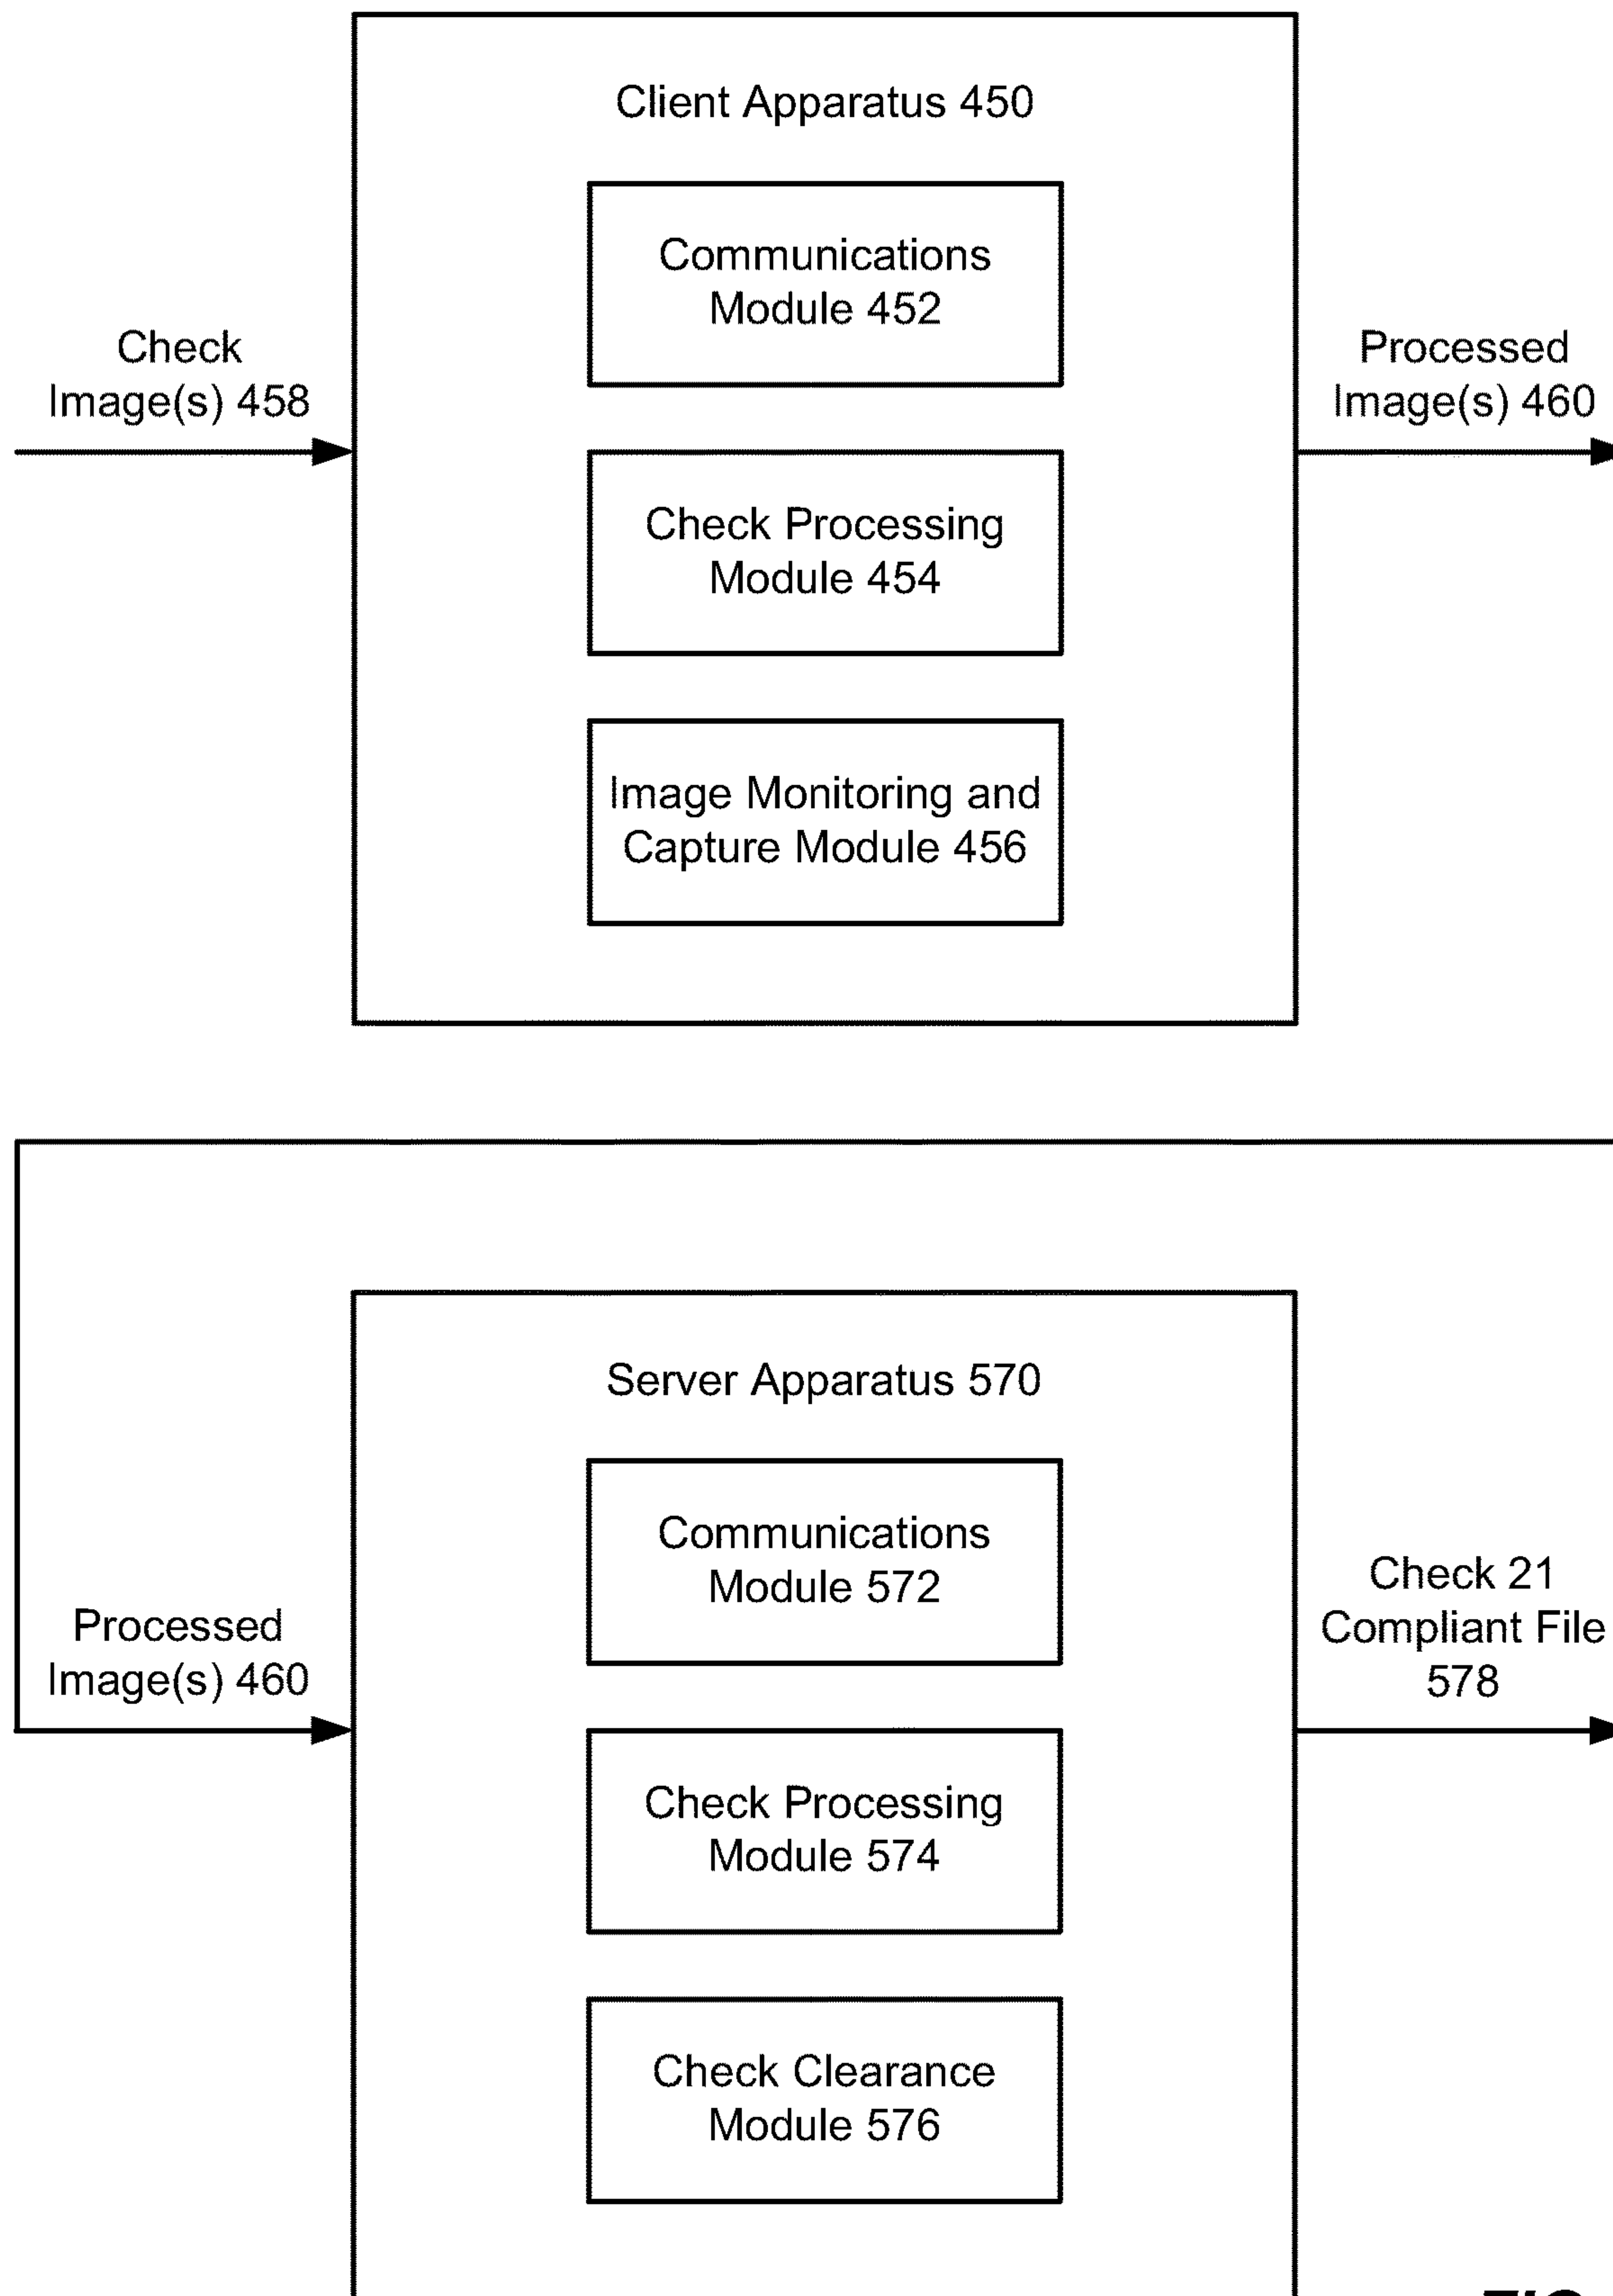 Client Apparatus 450
Communications
Module 452
Check
Image(s) 458
Processed
Image(s) 460
Check Processing
Module 454
Image Monitoring and
Capture Module 456
Server Apparatus 570
Communications
Module 572
Processed
Image(s) 460
Check 21
Compliant File
578
Check Processing
Module 574
Check Clearance
Module 576